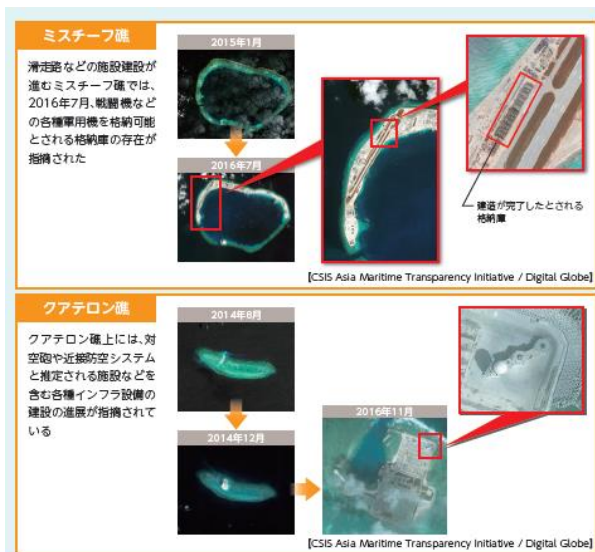 ミスチーフ礁
滑走路などの施設建設が
進むミスチーフ礁では、
2016年7月、戦闘機など
の各種軍用機を格納可能
とされる格納庫の存在が
指摘された
2015年1月
2016年7月
建造が完了したとされる
格納庫
[CSIS Asia Maritime Transparency Initiative / Digital Globe]
クアテロン礁
クアテロン礁上には、対
空砲や近接防空システム
と推定される施設などを
含む各種インフラ設備の
建設の進展が指摘されて
いる
2014年8月
2014年12月
2016年11月
[CSIS Asia Maritime Transparency Initiative / Digital Globe]